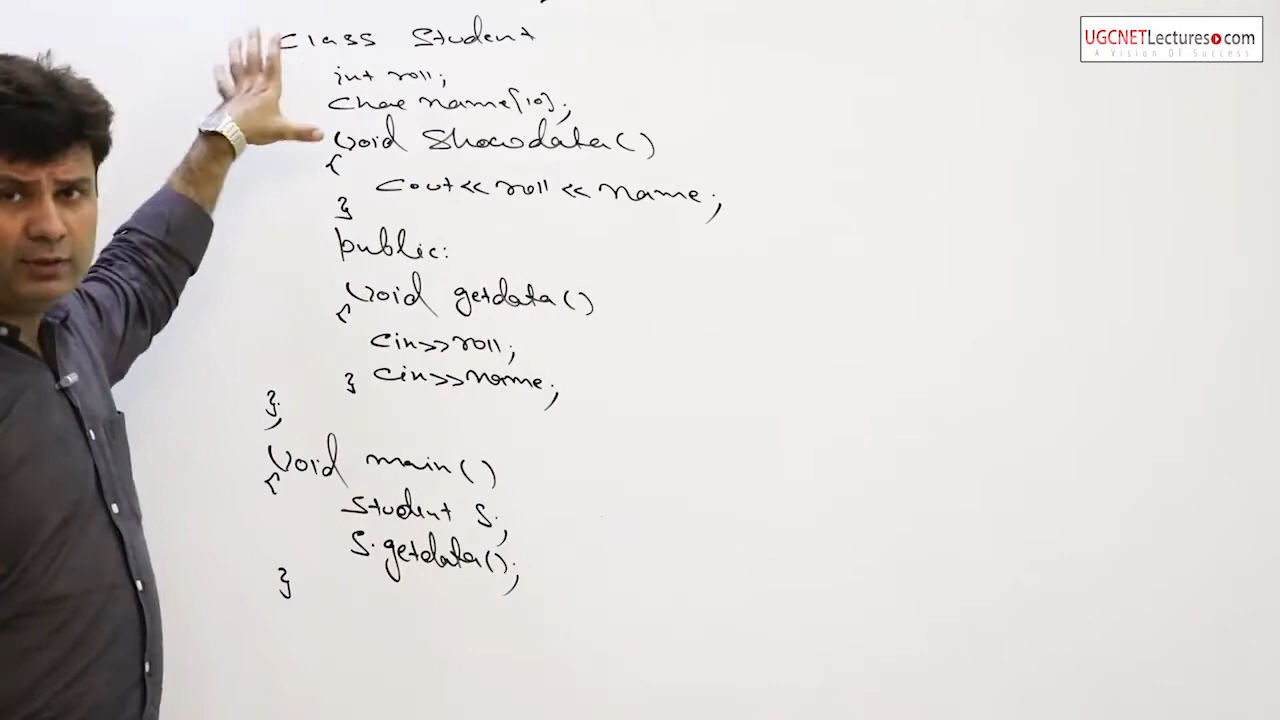 class Student
int roll;
char name[10];
void Showdata()
{
cout<<roll<<name;
}
public:
void getdata()
{
cin>>roll;
} cin>>name;
};
void main()
{
Student S;
S.getdata();
}
UGCNETLectures.com
A Vision Of Success